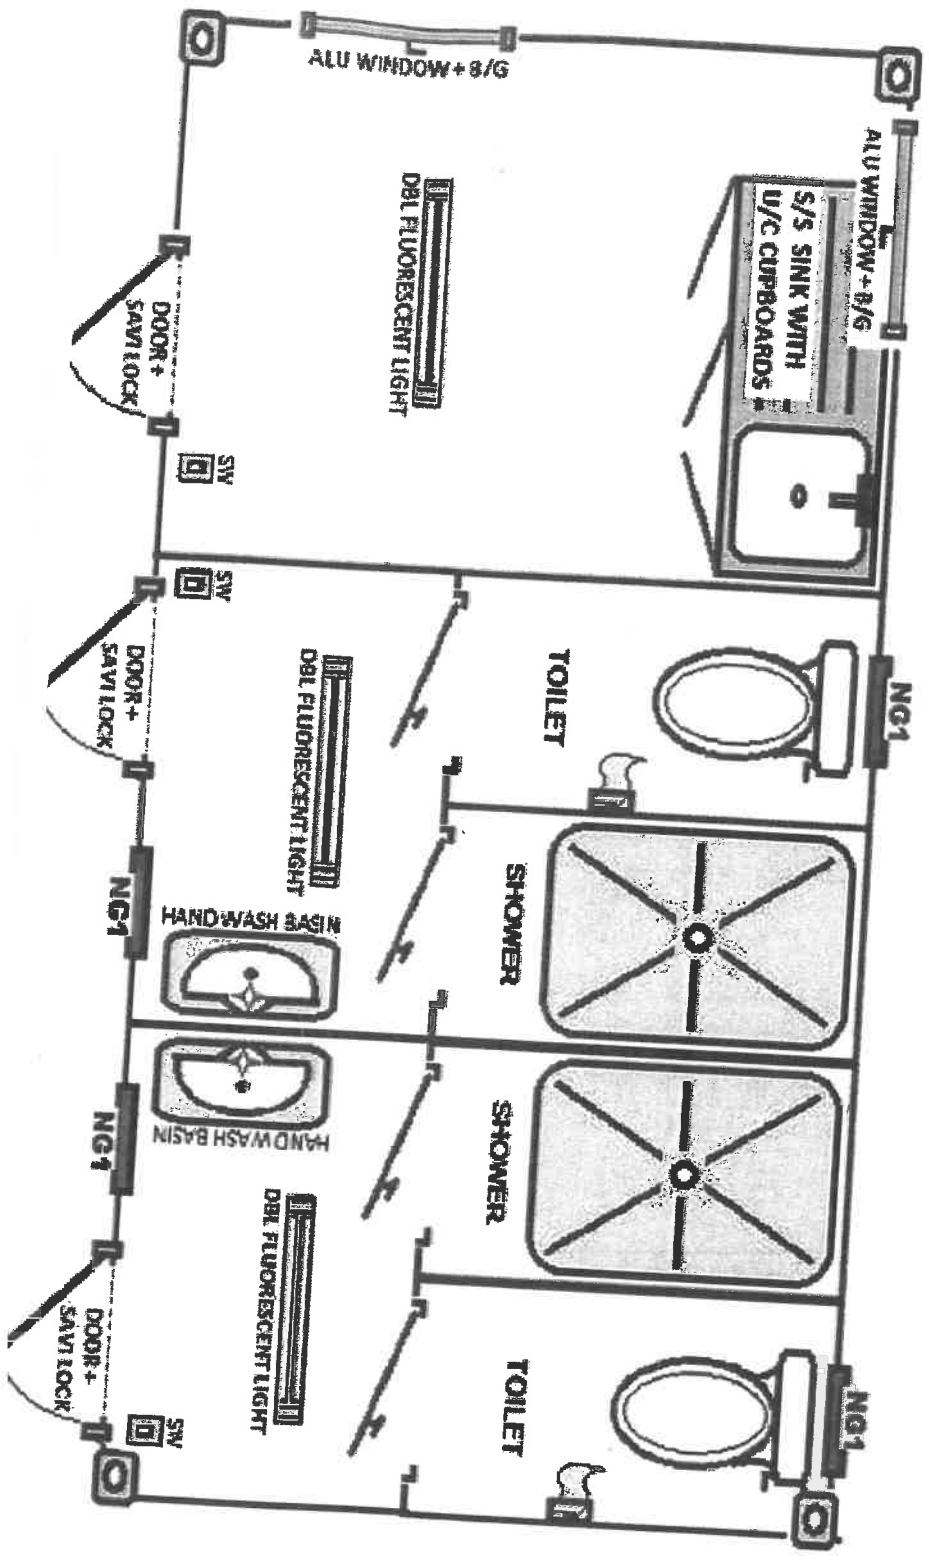 ALU WINDOW + B/G
ALU WINDOW + B/G
S/S SINK WITH
U/C CUPBOARDS
DBL FLUORESCENT LIGHT
DOOR +
SAVI LOCK
SW
SW
DOOR +
SAVI LOCK
DBL FLUORESCENT LIGHT
TOILET
NG1
SHOWER
NG1
HAND WASH BASIN
HAND WASH BASIN
NG1
SHOWER
DBL FLUORESCENT LIGHT
DOOR +
SAVI LOCK
SW
TOILET
NG1